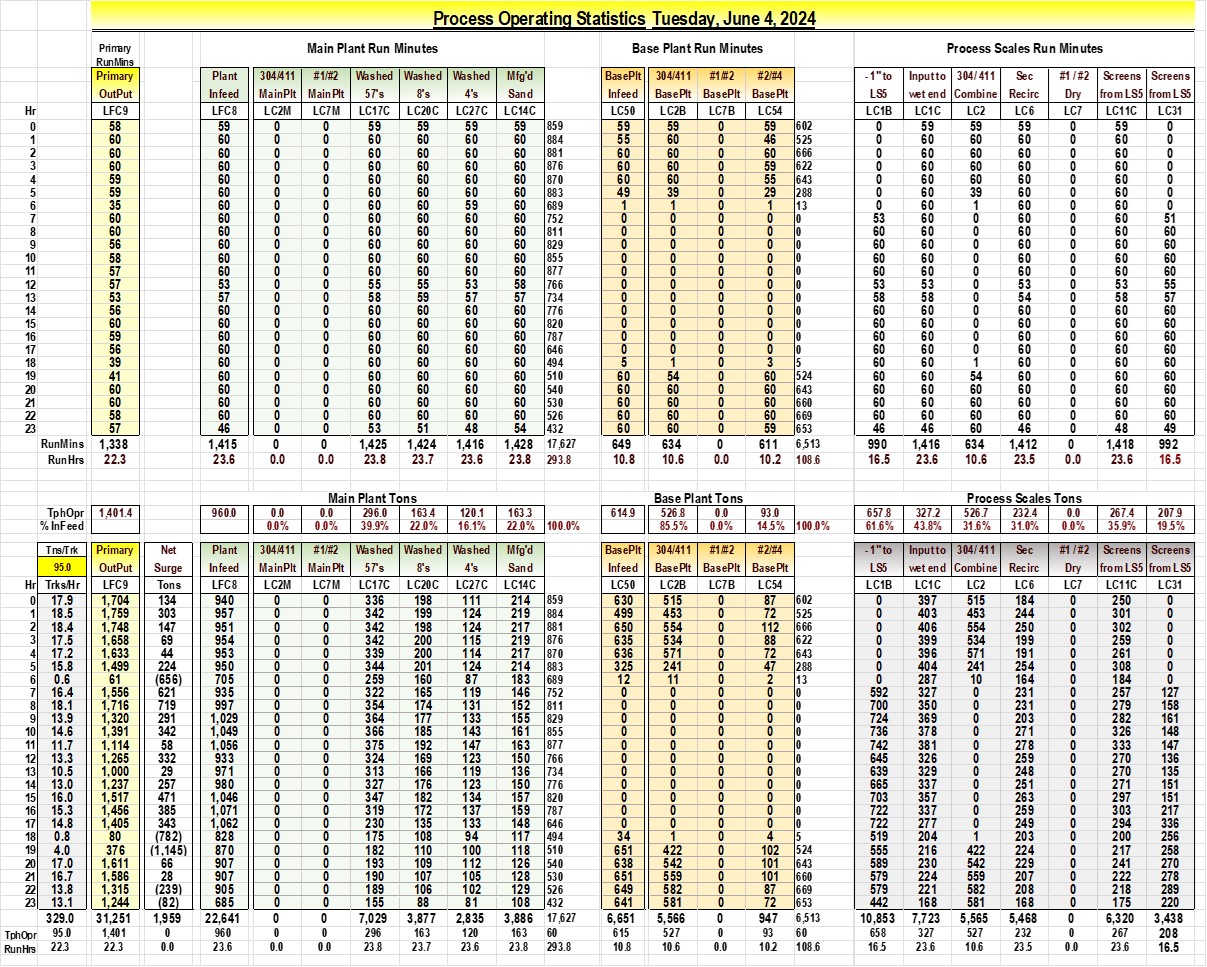 Process Operating Statistics Tuesday, June 4, 2024
Primary Main Plant Run Minutes Base Plant Run Minutes Process Scales Run Minutes
RunMins
Primary Plant 304/411 #1/#2 Washed Washed Washed Mfg'd BasePlt 304/411 #1/#2 #2/#4 - 1" to Input to 304/ 411 Sec #1 / #2 Screens Screens
OutPut Infeed MainPlt MainPlt 57's 8's 4's Sand Infeed BasePlt BasePlt BasePlt LS5 wet end Combine Recirc Dry from LS5 from LS5
Hr LFC9 LFC8 LC2M LC7M LC17C LC20C LC27C LC14C LC50 LC2B LC7B LC54 LC1B LC1C LC2 LC6 LC7 LC11C LC31
0 58 59 0 0 59 59 59 59 859 59 59 0 59 602 0 59 59 59 0 59 0
1 60 60 0 0 60 60 60 60 884 55 60 0 46 525 0 60 60 60 0 60 0
2 60 60 0 0 60 60 60 60 881 60 60 0 60 666 0 60 60 60 0 60 0
3 60 60 0 0 60 60 60 60 876 60 60 0 59 622 0 60 60 60 0 60 0
4 59 60 0 0 60 60 60 60 870 60 60 0 55 643 0 60 60 60 0 60 0
5 59 60 0 0 60 60 60 60 883 49 39 0 29 288 0 60 39 60 0 60 0
6 35 60 0 0 60 60 59 60 689 1 1 0 1 13 0 60 1 60 0 60 0
7 60 60 0 0 60 60 60 60 752 0 0 0 0 0 53 60 0 60 0 60 51
8 60 60 0 0 60 60 60 60 811 0 0 0 0 0 60 60 0 60 0 60 60
9 56 60 0 0 60 60 60 60 829 0 0 0 0 0 60 60 0 60 0 60 60
10 58 60 0 0 60 60 60 60 855 0 0 0 0 0 60 60 0 60 0 60 60
11 57 60 0 0 60 60 60 60 877 0 0 0 0 0 60 60 0 60 0 60 60
12 57 53 0 0 55 55 53 58 766 0 0 0 0 0 53 53 0 53 0 53 55
13 53 57 0 0 58 59 57 57 734 0 0 0 0 0 58 58 0 54 0 58 57
14 56 60 0 0 60 60 60 60 776 0 0 0 0 0 60 60 0 60 0 60 60
15 60 60 0 0 60 60 60 60 820 0 0 0 0 0 60 60 0 60 0 60 60
16 59 60 0 0 60 60 60 60 787 0 0 0 0 0 60 60 0 60 0 60 60
17 56 60 0 0 60 60 60 60 646 0 0 0 0 0 60 60 0 60 0 60 60
18 39 60 0 0 60 60 60 60 494 5 1 0 3 5 60 60 1 60 0 60 60
19 41 60 0 0 60 60 60 60 510 60 54 0 60 524 60 60 54 60 0 60 60
20 60 60 0 0 60 60 60 60 540 60 60 0 60 643 60 60 60 60 0 60 60
21 60 60 0 0 60 60 60 60 530 60 60 0 60 660 60 60 60 60 0 60 60
22 58 60 0 0 60 60 60 60 526 60 60 0 60 669 60 60 60 60 0 60 60
23 57 46 0 0 53 51 48 54 432 60 60 0 59 653 46 46 60 46 0 48 49
RunMins 1,338 1,415 0 0 1,425 1,424 1,416 1,428 17,627 649 634 0 611 6,513 990 1,416 634 1,412 0 1,418 992
Run Hrs 22.3 23.6 0.0 0.0 23.8 23.7 23.6 23.8 293.8 10.8 10.6 0.0 10.2 108.6 16.5 23.6 10.6 23.5 0.0 23.6 16.5
Main Plant Tons Base Plant Tons Process Scales Tons
TphOpr 1,401.4 960.0 0.0 0.0 296.0 163.4 120.1 163.3 614.9 526.8 0.0 93.0 657.8 327.2 526.7 232.4 0.0 267.4 207.9
% InFeed 0.0% 0.0% 39.9% 22.0% 16.1% 22.0% 100.0% 85.5% 0.0% 14.5% 100.0% 61.6% 43.8% 31.6% 31.0% 0.0% 35.9% 19.5%
Tns/Trk Primary Net Plant 304/411 #1/#2 Washed Washed Washed Mfg'd BasePlt 304/411 #1/#2 #2/#4 - 1" to Input to 304/ 411 Sec #1 / #2 Screens Screens
95.0 OutPut Surge Infeed MainPlt MainPlt 57's 8's 4's Sand Infeed BasePlt BasePlt BasePlt LS5 wet end Combine Recirc Dry from LS5 from LS5
Hr Trks/Hr LFC9 Tons LFC8 LC2M LC7M LC17C LC20C LC27C LC14C LC50 LC2B LC7B LC54 LC1B LC1C LC2 LC6 LC7 LC11C LC31
0 17.9 1,704 134 940 0 0 336 198 111 214 859 630 515 0 87 602 0 397 515 184 0 250 0
1 18.5 1,759 303 957 0 0 342 199 124 219 884 499 453 0 72 525 0 403 453 244 0 301 0
2 18.4 1,748 147 951 0 0 342 198 124 217 881 650 554 0 112 666 0 406 554 250 0 302 0
3 17.5 1,658 69 954 0 0 342 200 115 219 876 635 534 0 88 622 0 399 534 199 0 259 0
4 17.2 1,633 44 953 0 0 339 200 114 217 870 636 571 0 72 643 0 396 571 191 0 261 0
5 15.8 1,499 224 950 0 0 344 201 124 214 883 325 241 0 47 288 0 404 241 254 0 308 0
6 0.6 61 (656) 705 0 0 259 160 87 183 689 12 11 0 2 13 0 287 10 164 0 184 0
7 16.4 1,556 621 935 0 0 322 165 119 146 752 0 0 0 0 0 592 327 0 231 0 257 127
8 18.1 1,716 719 997 0 0 354 174 131 152 811 0 0 0 0 0 700 350 0 231 0 279 158
9 13.9 1,320 291 1,029 0 0 364 177 133 155 829 0 0 0 0 0 724 369 0 203 0 282 161
10 14.6 1,391 342 1,049 0 0 366 185 143 161 855 0 0 0 0 0 736 378 0 271 0 326 148
11 11.7 1,114 58 1,056 0 0 375 192 147 163 877 0 0 0 0 0 742 381 0 278 0 333 147
12 13.3 1,265 332 933 0 0 324 169 123 150 766 0 0 0 0 0 645 326 0 259 0 270 136
13 10.5 1,000 29 971 0 0 313 166 119 136 734 0 0 0 0 0 639 329 0 248 0 270 135
14 13.0 1,237 257 980 0 0 327 176 123 150 776 0 0 0 0 0 665 337 0 251 0 271 151
15 16.0 1,517 471 1,046 0 0 347 182 134 157 820 0 0 0 0 0 703 357 0 263 0 297 151
16 15.3 1,456 385 1,071 0 0 319 172 137 159 787 0 0 0 0 0 722 337 0 259 0 303 217
17 14.8 1,405 343 1,062 0 0 230 135 133 148 646 0 0 0 0 0 722 277 0 249 0 294 336
18 0.8 80 (782) 828 0 0 175 108 94 117 494 34 1 0 4 5 519 204 1 203 0 200 256
19 4.0 376 (1,145) 870 0 0 182 110 100 118 510 651 422 0 102 524 555 216 422 224 0 217 258
20 17.0 1,611 66 907 0 0 193 109 112 126 540 638 542 0 101 643 589 230 542 229 0 241 270
21 16.7 1,586 28 907 0 0 190 107 105 128 530 651 559 0 101 660 579 224 559 207 0 222 278
22 13.8 1,315 (239) 905 0 0 189 106 102 129 526 649 582 0 87 669 579 221 582 208 0 218 289
23 13.1 1,244 (82) 685 0 0 155 88 81 108 432 641 581 0 72 653 442 168 581 168 0 175 220
329.0 31,251 1,959 22,641 0 0 7,029 3,877 2,835 3,886 17,627 6,651 5,566 0 947 6,513 10,853 7,723 5,565 5,468 0 6,320 3,438
TphOpr 95.0 1,401 0 960 0 0 296 163 120 163 60 615 527 0 93 60 658 327 527 232 0 267 208
RunHrs 22.3 22.3 0.0 23.6 0.0 0.0 23.8 23.7 23.6 23.8 293.8 10.8 10.6 0.0 10.2 108.6 16.5 23.6 10.6 23.5 0.0 23.6 16.5